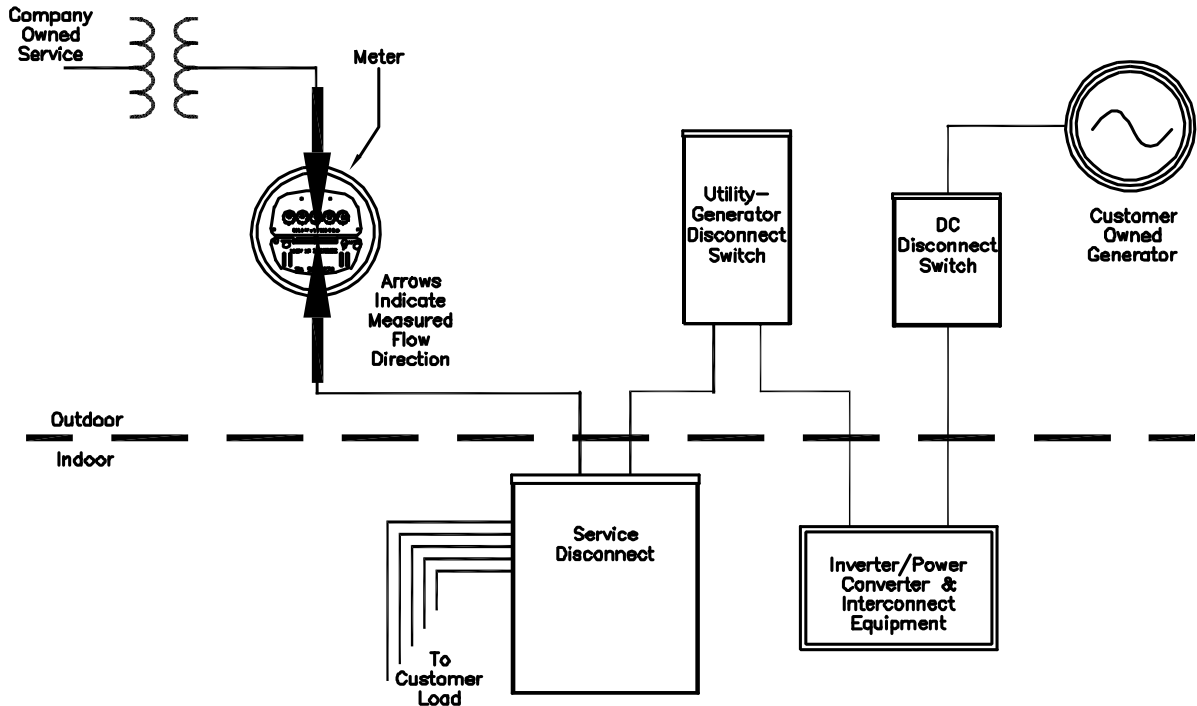 Company
Owned
Service
Meter
Utility-
Generator
Disconnect
Switch
DC
Disconnect
Switch
Customer
Owned
Generator
Arrows
Indicate
Measured
Flow
Direction
Outdoor
Indoor
Service
Disconnect
Inverter/Power
Converter &
Interconnect
Equipment
To
Customer
Load